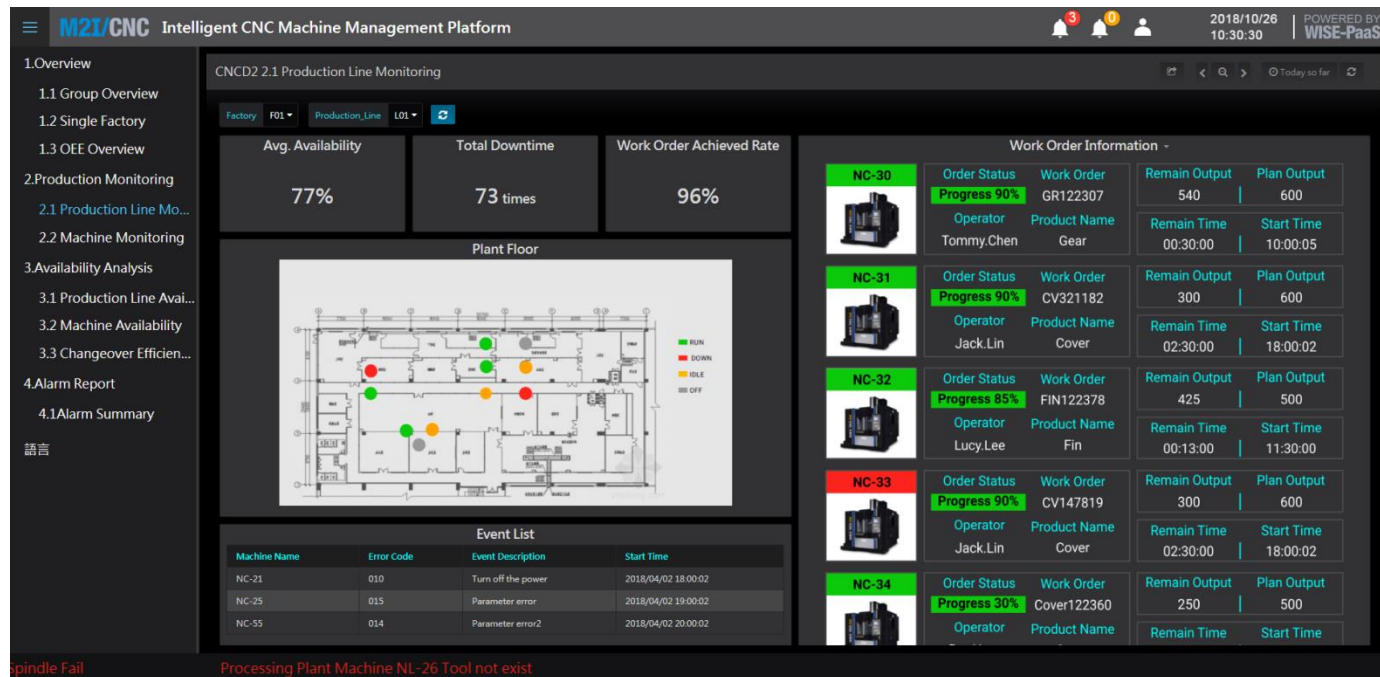 M2I/CNC Intelligent CNC Machine Management Platform
3
0
2018/10/26
10:30:30
POWERED BY
WISE-PaaS
1.Overview
1.1 Group Overview
1.2 Single Factory
1.3 OEE Overview
2.Production Monitoring
2.1 Production Line Mo...
2.2 Machine Monitoring
3.Availability Analysis
3.1 Production Line Avai...
3.2 Machine Availability
3.3 Changeover Efficien...
4.Alarm Report
4.1Alarm Summary
語言
CNCD2 2.1 Production Line Monitoring
Today so far
Factory F01 Production_Line L01
Avg. Availability
77%
Total Downtime
73 times
Work Order Achieved Rate
96%
Plant Floor
RUN
DOWN
IDLE
OFF
Event List
Machine Name Error Code Event Description Start Time
NC-21 010 Turn off the power 2018/04/02 18:00:02
NC-25 015 Parameter error 2018/04/02 19:00:02
NC-55 014 Parameter error2 2018/04/02 20:00:02
Work Order Information
NC-30
Order Status Work Order Remain Output Plan Output
Progress 90% GR122307 540 600
Operator Product Name Remain Time Start Time
Tommy.Chen Gear 00:30:00 10:00:05
NC-31
Order Status Work Order Remain Output Plan Output
Progress 90% CV321182 300 600
Operator Product Name Remain Time Start Time
Jack.Lin Cover 02:30:00 18:00:02
NC-32
Order Status Work Order Remain Output Plan Output
Progress 85% FIN122378 425 500
Operator Product Name Remain Time Start Time
Lucy.Lee Fin 00:13:00 11:30:00
NC-33
Order Status Work Order Remain Output Plan Output
Progress 90% CV147819 300 600
Operator Product Name Remain Time Start Time
Jack.Lin Cover 02:30:00 18:00:02
NC-34
Order Status Work Order Remain Output Plan Output
Progress 30% Cover122360 250 500
Operator Product Name Remain Time Start Time
Spindle Fail Processing Plant Machine NL-26 Tool not exist